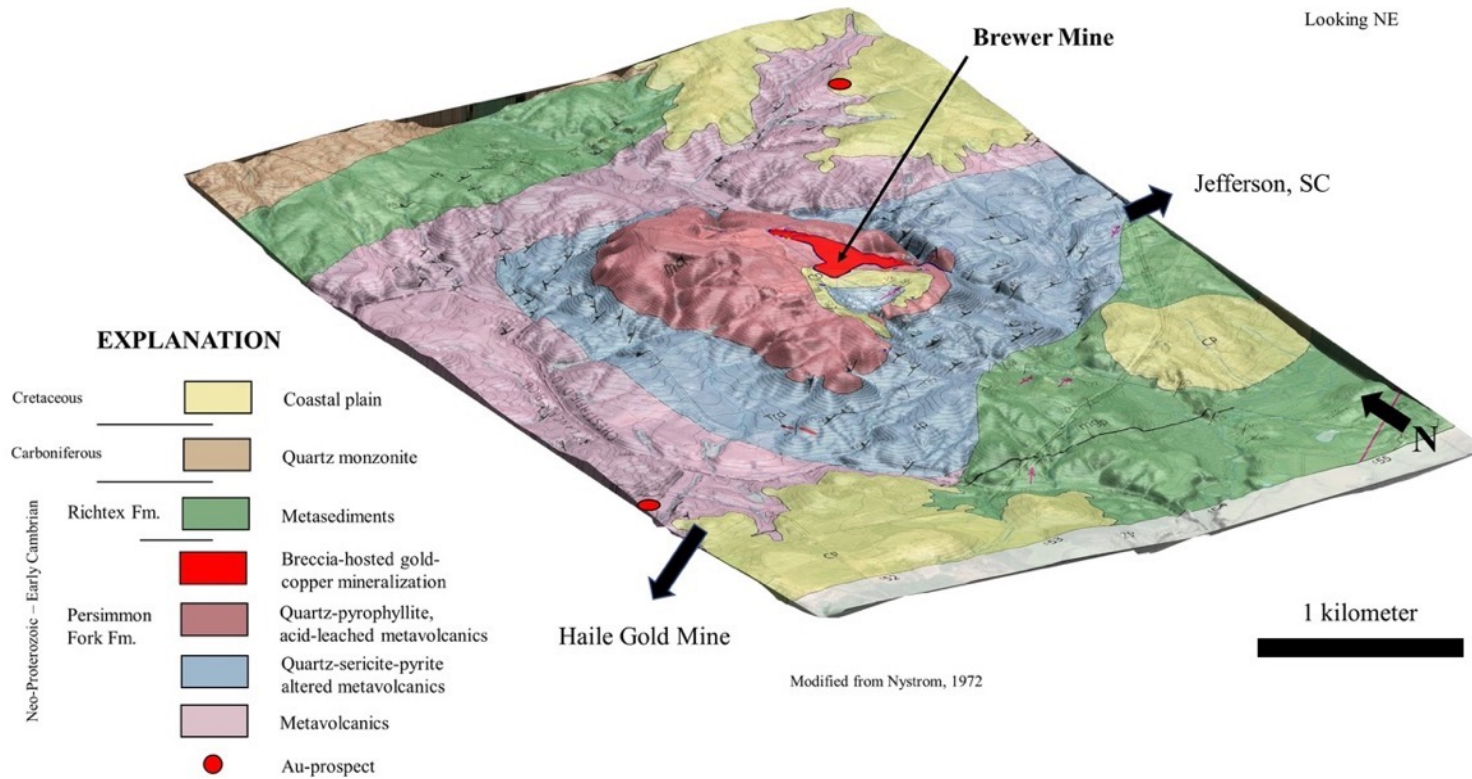 Looking NE
Brewer Mine
Jefferson, SC
EXPLANATION
Cretaceous
Coastal plain
Carboniferous
Quartz monzonite
Richtex Fm.
Metasediments
Neo-Proterozoic – Early Cambrian
Breccia-hosted gold-
copper mineralization
Persimmon
Fork Fm.
Quartz-pyrophyllite,
acid-leached metavolcanics
Quartz-sericite-pyrite
altered metavolcanics
Metavolcanics
Au-prospect
Haile Gold Mine
N
1 kilometer
Modified from Nystrom, 1972
Cp
Cp